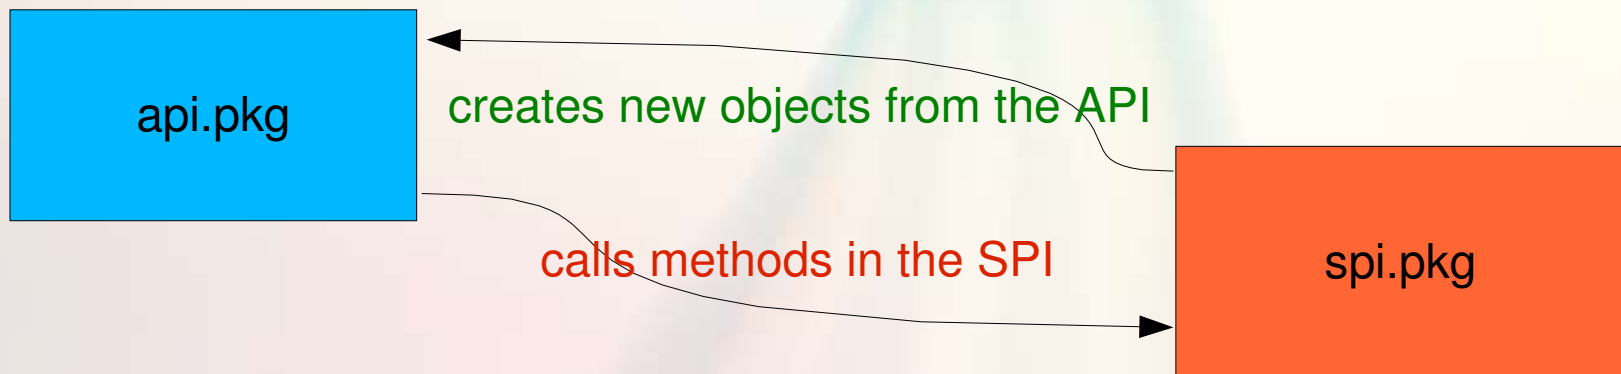 api.pkg
creates new objects from the API
calls methods in the SPI
spi.pkg